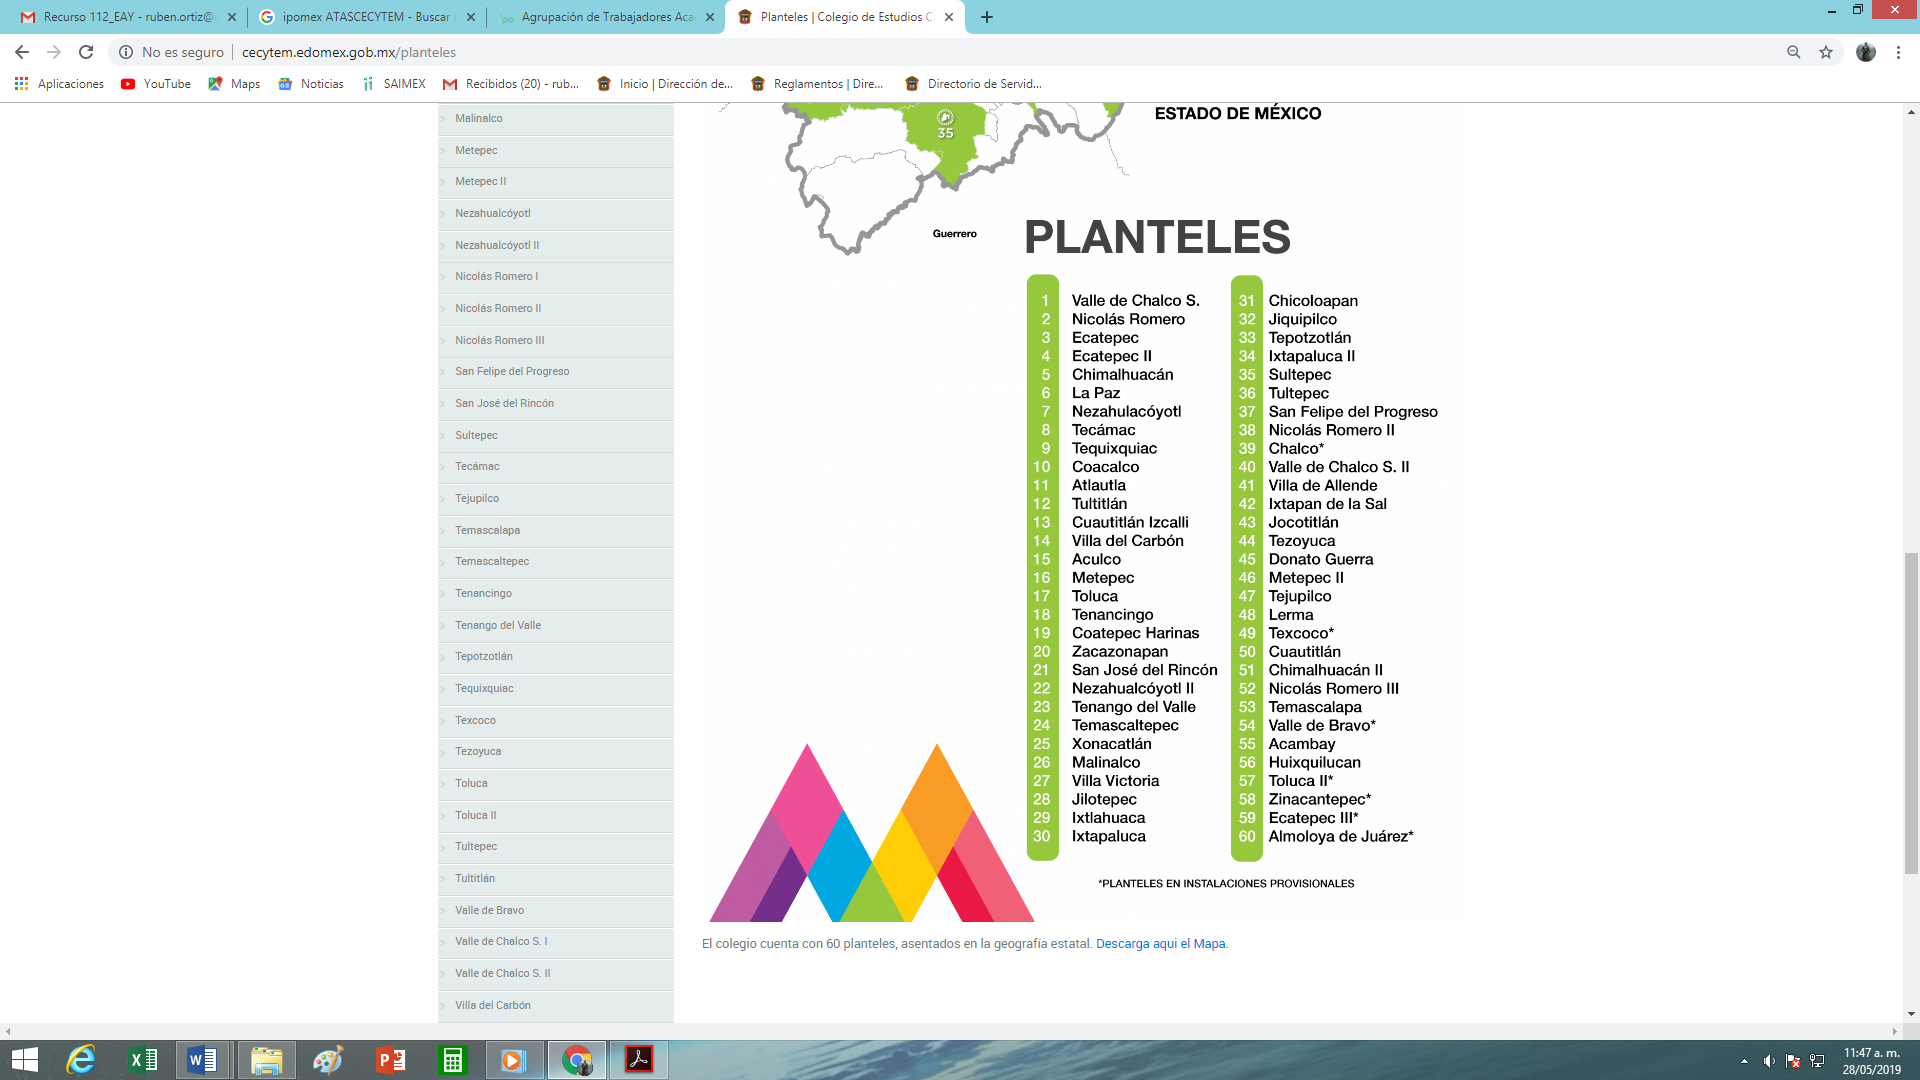 Recurso 112_EAY - ruben.ortiz@i
ipomex ATASCECYTEM - Buscar c
Agrupación de Trabajadores Aca
Planteles | Colegio de Estudios Ci
No es seguro | cecytem.edomex.gob.mx/planteles
Aplicaciones YouTube Maps Noticias SAIMEX Recibidos (20) - rub... Inicio | Dirección de... Reglamentos | Dire... Directorio de Servid...
Malinalco
Metepec
Metepec II
Nezahualcóyotl
Nezahualcóyotl II
Nicolás Romero I
Nicolás Romero II
Nicolás Romero III
San Felipe del Progreso
San José del Rincón
Sultepec
Tecámac
Tejupilco
Temascalapa
Temascaltepec
Tenancingo
Tenango del Valle
Tepotzotlán
Tequixquiac
Texcoco
Tezoyuca
Toluca
Toluca II
Tultepec
Tultitlán
Valle de Bravo
Valle de Chalco S. I
Valle de Chalco S. II
Villa del Carbón
ESTADO DE MÉXICO
35
Guerrero
PLANTELES
1 Valle de Chalco S.
2 Nicolás Romero
3 Ecatepec
4 Ecatepec II
5 Chimalhuacán
6 La Paz
7 Nezahulacóyotl
8 Tecámac
9 Tequixquiac
10 Coacalco
11 Atlautla
12 Tultitlán
13 Cuautitlán Izcalli
14 Villa del Carbón
15 Aculco
16 Metepec
17 Toluca
18 Tenancingo
19 Coatepec Harinas
20 Zacazonapan
21 San José del Rincón
22 Nezahualcóyotl II
23 Tenango del Valle
24 Temascaltepec
25 Xonacatlán
26 Malinalco
27 Villa Victoria
28 Jilotepec
29 Ixtlahuaca
30 Ixtapaluca
31 Chicoloapan
32 Jiquipilco
33 Tepotzotlán
34 Ixtapaluca II
35 Sultepec
36 Tultepec
37 San Felipe del Progreso
38 Nicolás Romero II
39 Chalco*
40 Valle de Chalco S. II
41 Villa de Allende
42 Ixtapan de la Sal
43 Jocotitlán
44 Tezoyuca
45 Donato Guerra
46 Metepec II
47 Tejupilco
48 Lerma
49 Texcoco*
50 Cuautitlán
51 Chimalhuacán II
52 Nicolás Romero III
53 Temascalapa
54 Valle de Bravo*
55 Acambay
56 Huixquilucan
57 Toluca II*
58 Zinacantepec*
59 Ecatepec III*
60 Almoloya de Juárez*
*PLANTELES EN INSTALACIONES PROVISIONALES
El colegio cuenta con 60 planteles, asentados en la geografía estatal. Descarga aqui el Mapa.
11:47 a. m.
28/05/2019